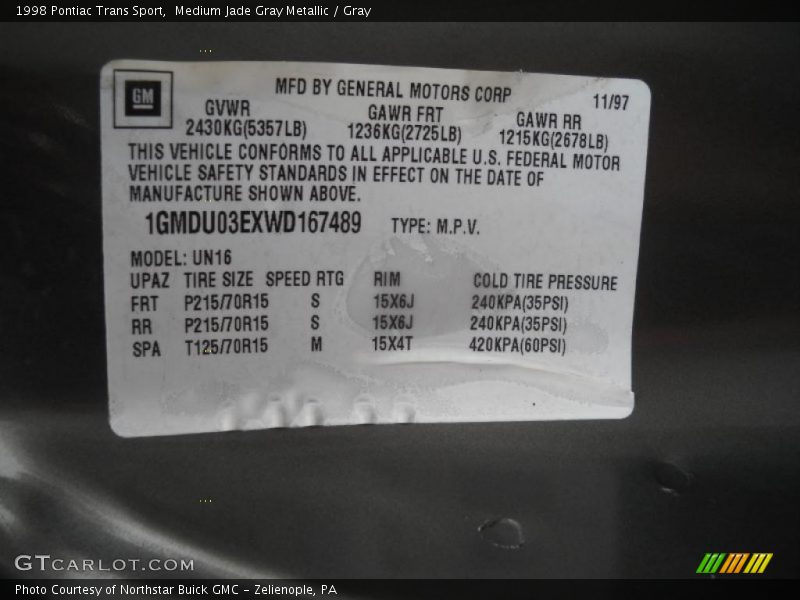 1998 Pontiac Trans Sport,  Medium Jade Gray Metallic / Gray
GM
MFD BY GENERAL MOTORS CORP
11/97
GVWR GAWR FRT GAWR RR
2430KG(5357LB) 1236KG(2725LB) 1215KG(2678LB)
THIS VEHICLE CONFORMS TO ALL APPLICABLE U.S. FEDERAL MOTOR
VEHICLE SAFETY STANDARDS IN EFFECT ON THE DATE OF
MANUFACTURE SHOWN ABOVE.
1GMDU03EXWD167489 TYPE: M.P.V.
MODEL: UN16
UPAZ TIRE SIZE SPEED RTG RIM COLD TIRE PRESSURE
FRT P215/70R15 S 15X6J 240KPA(35PSI)
RR P215/70R15 S 15X6J 240KPA(35PSI)
SPA T125/70R15 M 15X4T 420KPA(60PSI)
GTCARLOT.COM
Photo Courtesy of Northstar Buick GMC - Zelienople, PA